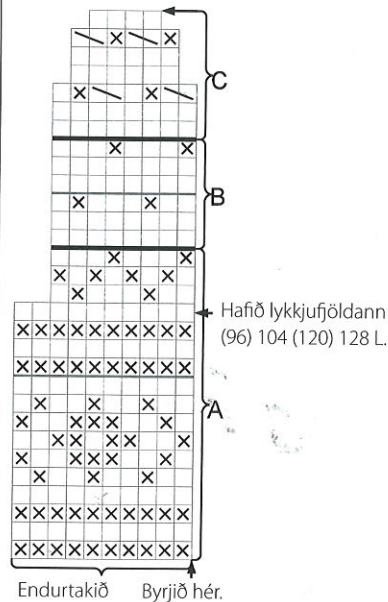 C
B
Hafið lykkjufjöldann
(96) 104 (120) 128 L.
A
Endurtakið Byrjið hér.